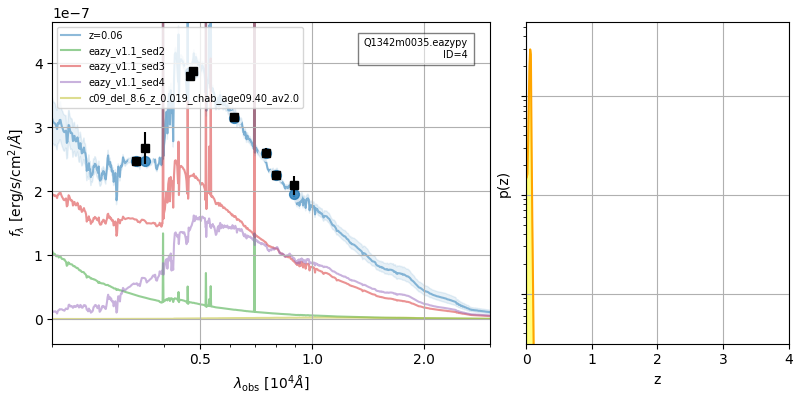 1e−7
z=0.06
eazy_v1.1_sed2
eazy_v1.1_sed3
eazy_v1.1_sed4
c09_del_8.6_z_0.019_chab_age09.40_av2.0
Q1342m0035.eazypy
ID=4
4
3
2
1
0
fλ [erg/s/cm²/Å]
0.5
1.0
2.0
λobs [10⁴Å]
p(z)
0
1
2
3
4
z